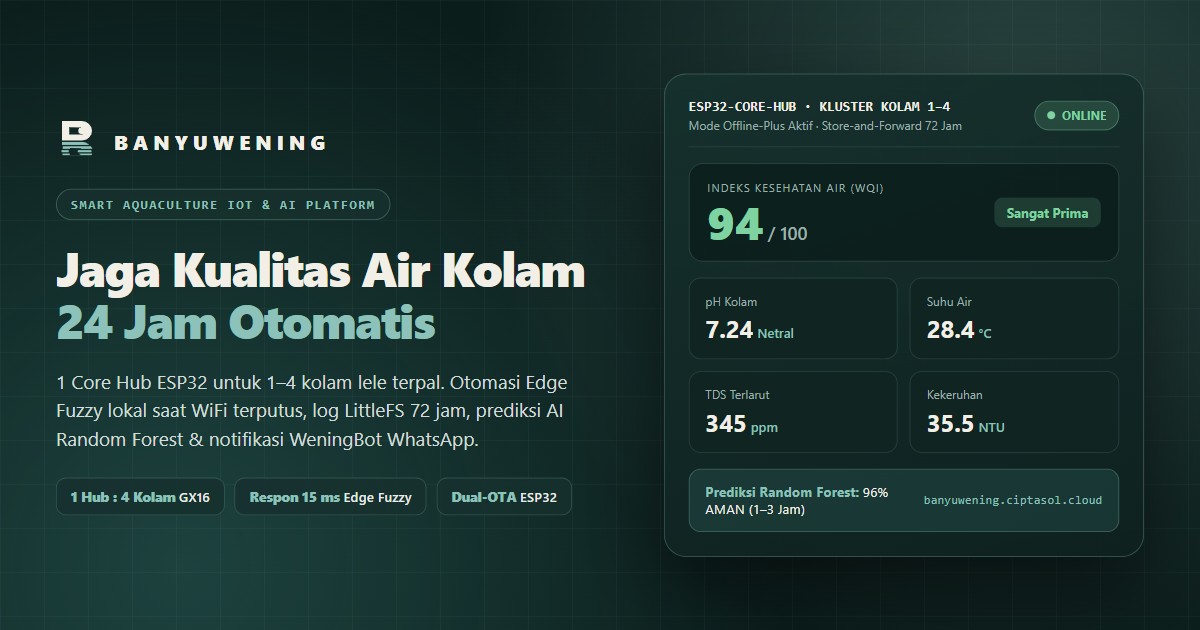 BANYUWENING
SMART AQUACULTURE IOT & AI PLATFORM
Jaga Kualitas Air Kolam
24 Jam Otomatis
1 Core Hub ESP32 untuk 1–4 kolam lele terpal. Otomasi Edge
Fuzzy lokal saat WiFi terputus, log LittleFS 72 jam, prediksi AI
Random Forest & notifikasi WeningBot WhatsApp.
1 Hub : 4 Kolam GX16
Respon 15 ms Edge Fuzzy
Dual-OTA ESP32
ESP32-CORE-HUB • KLUSTER KOLAM 1–4
Mode Offline-Plus Aktif · Store-and-Forward 72 Jam
ONLINE
INDEKS KESEHATAN AIR (WQI)
94 / 100
Sangat Prima
pH Kolam
7.24 Netral
Suhu Air
28.4 °C
TDS Terlarut
345 ppm
Kekeruhan
35.5 NTU
Prediksi Random Forest: 96%
AMAN (1–3 Jam)
banyuwening.ciptasol.cloud